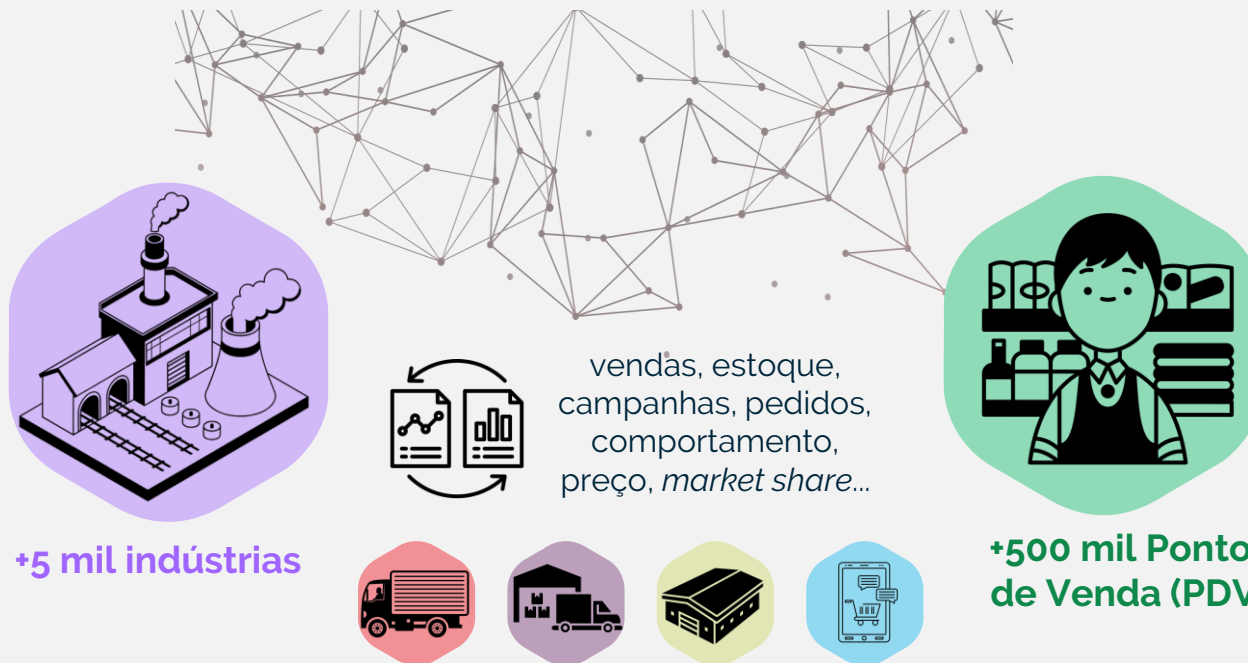 vendas, estoque,
campanhas, pedidos,
comportamento,
preço, market share...
+5 mil indústrias
+500 mil Ponto
de Venda (PDV